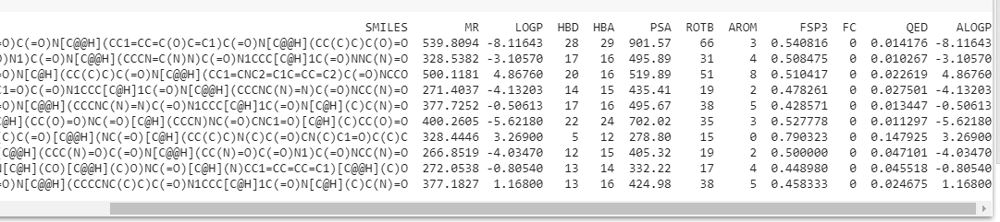 SMILES MR LOGP HBD HBA PSA ROTB AROM FSP3 FC QED ALOGP
=O)C(=O)N[C@@H](CC1=CC=C(O)C=C1)C(=O)N[C@@H](CC(C)C)C(O)=O 539.8094 -8.11643 28 29 901.57 66 3 0.540816 0 0.014176 -8.11643
O)N1)C(=O)N[C@@H](CCCN=C(N)N)C(=O)N1CCC[C@H]1C(=O)NNC(N)=O 328.5382 -3.10570 17 16 495.89 31 4 0.508475 0 0.010267 -3.10570
=O)N[C@H](CC(C)C)C(=O)N[C@@H](CC1=CNC2=C1C=CC=C2)C(=O)NCCO 500.1181 4.86760 20 16 519.89 51 8 0.510417 0 0.022619 4.86760
C1=O)C(=O)N1CCC[C@H]1C(=O)N[C@@H](CCCNC(N)=N)C(=O)NCC(N)=O 271.4037 -4.13203 14 15 435.41 19 2 0.478261 0 0.027501 -4.13203
=O)N[C@@H](CCCNC(N)=N)C(=O)N1CCC[C@H]1C(=O)N[C@H](C)C(N)=O 377.7252 -0.50613 17 16 495.67 38 5 0.428571 0 0.013447 -0.50613
C@H](CC(O)=O)NC(=O)[C@H](CCCN)NC(=O)CNC1=O)[C@H](C)CC(O)=O 400.2605 -5.62180 22 24 702.02 35 3 0.527778 0 0.011297 -5.62180
)C)C(=O)[C@@H](NC(=O)[C@H](CC(C)C)N(C)C(=O)CN(C)C1=O)C(C)C 328.4444 3.26900 5 12 278.80 15 0 0.790323 0 0.147925 3.26900
[C@@H](CCC(N)=O)C(=O)N[C@@H](CC(N)=O)C(=O)N1)C(=O)NCC(N)=O 266.8519 -4.03470 12 15 405.32 19 2 0.500000 0 0.047101 -4.03470
N[C@H](CO)[C@@H](C)O)NC(=O)[C@H](N)CC1=CC=CC=C1)[C@@H](C)O 272.0538 -0.80540 13 14 332.22 17 4 0.448980 0 0.045518 -0.80540
=O)N[C@@H](CCCCNC(C)C)C(=O)N1CCC[C@H]1C(=O)N[C@H](C)C(N)=O 377.1827 1.16800 13 16 424.98 38 5 0.458333 0 0.024675 1.16800